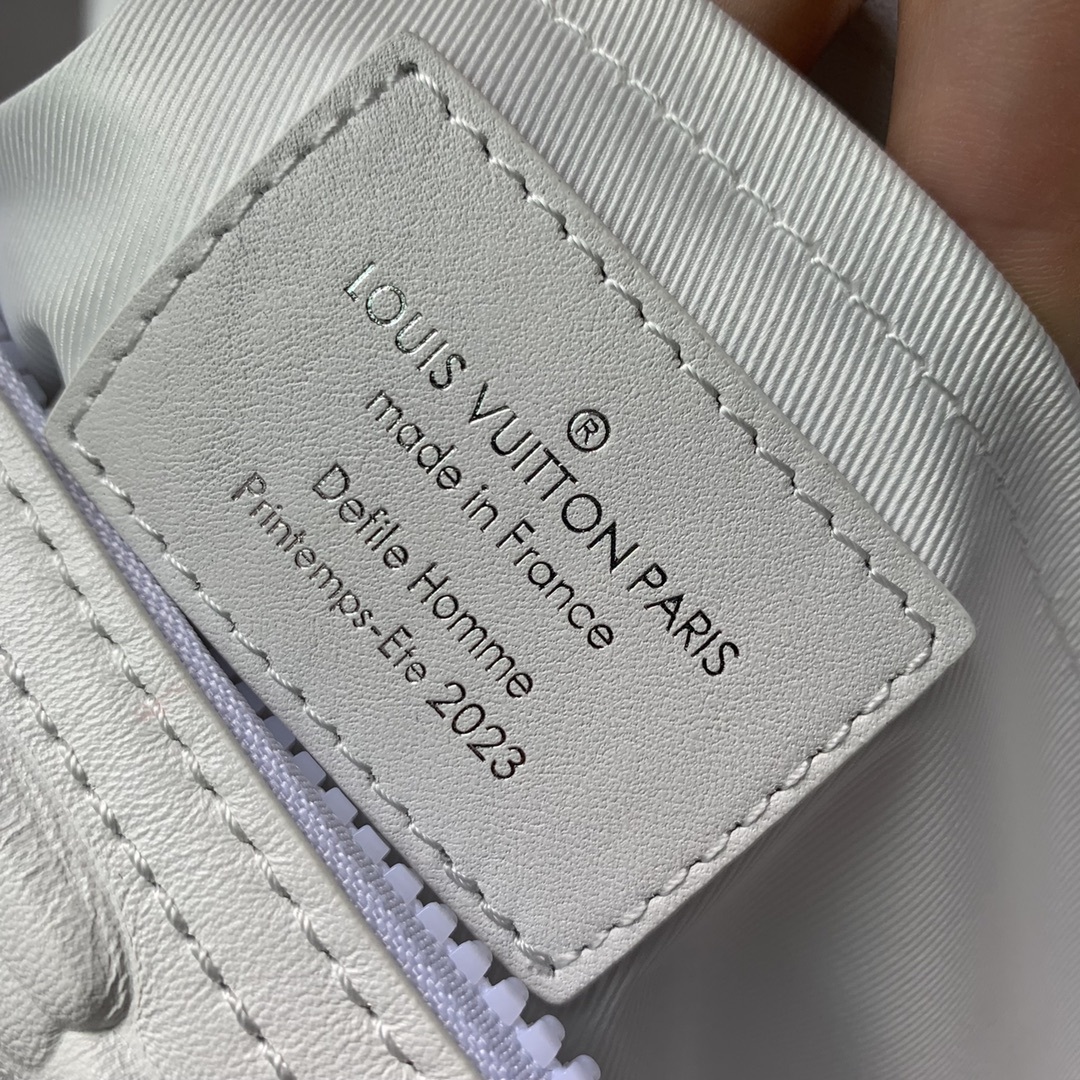 ®
LOUIS VUITTON PARIS
made in France
Defile Homme
Printemps-Ete 2023